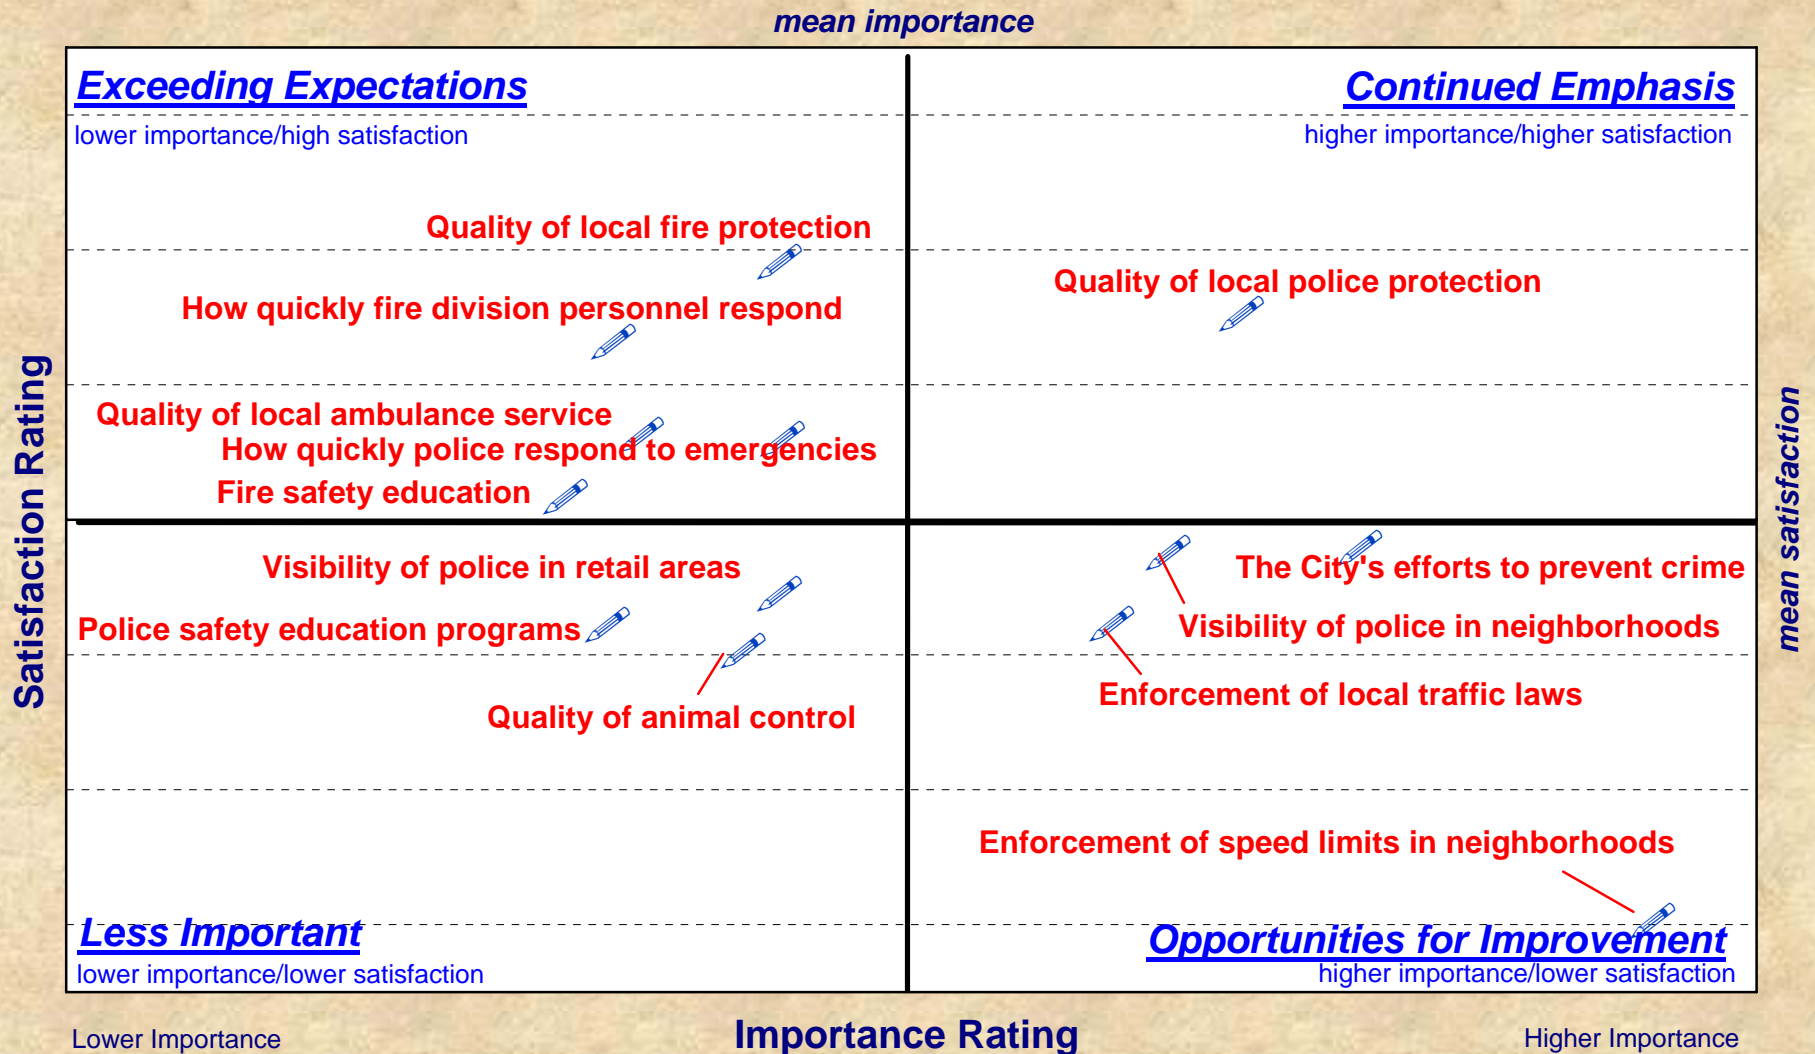 mean importance
Exceeding Expectations
Continued Emphasis
lower importance/high satisfaction
higher importance/higher satisfaction
Quality of local fire protection
Quality of local police protection
How quickly fire division personnel respond
Quality of local ambulance service
How quickly police respond to emergencies
Fire safety education
Satisfaction Rating
mean satisfaction
Visibility of police in retail areas
The City's efforts to prevent crime
Police safety education programs
Visibility of police in neighborhoods
Enforcement of local traffic laws
Quality of animal control
Enforcement of speed limits in neighborhoods
Less Important
Opportunities for Improvement
lower importance/lower satisfaction
higher importance/lower satisfaction
Lower Importance
Importance Rating
Higher Importance